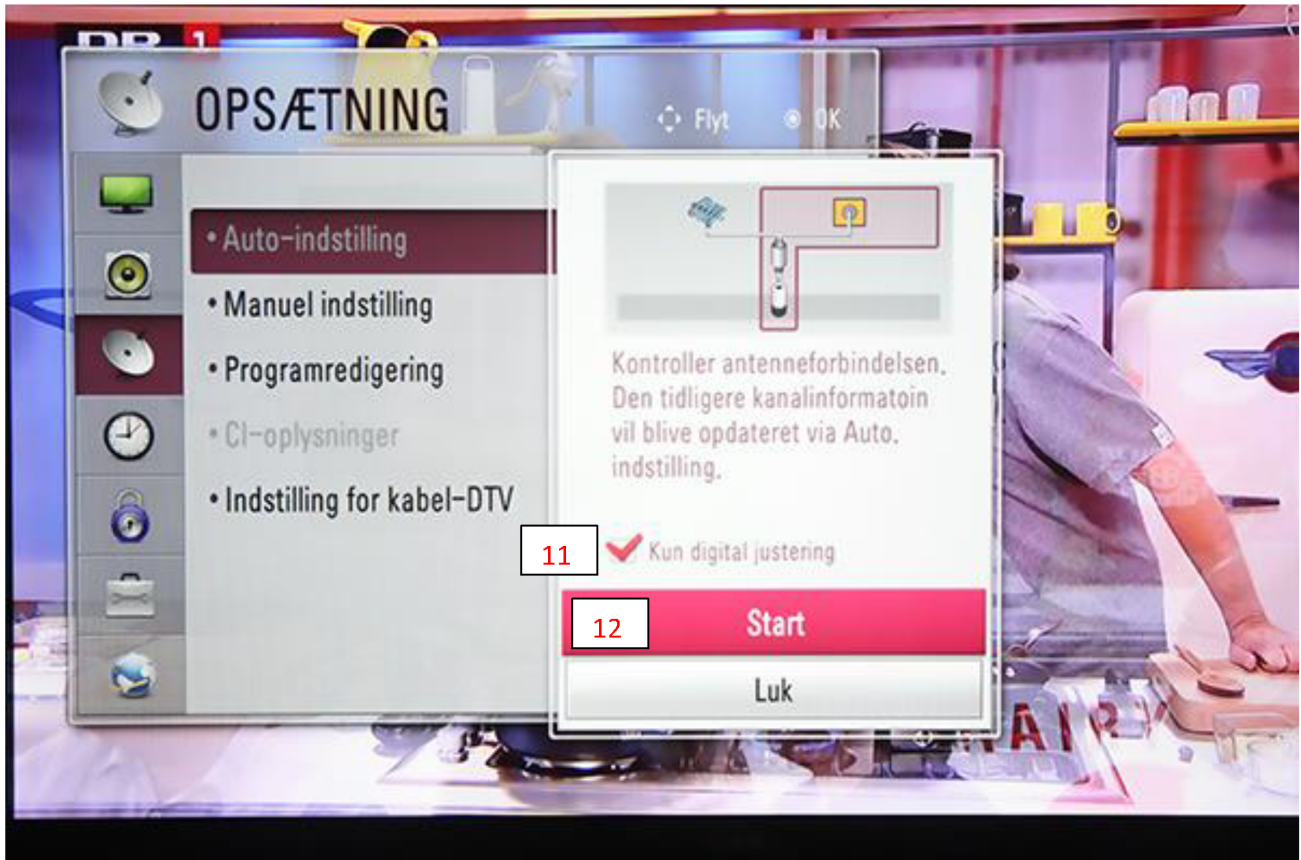 DR 1
OPSÆTNING
Flyt OK
• Auto-indstilling
• Manuel indstilling
• Programredigering
• CI-oplysninger
• Indstilling for kabel-DTV
Kontroller antenneforbindelsen.
Den tidligere kanalinformatoin
vil blive opdateret via Auto.
indstilling.
11
Kun digital justering
12
Start
Luk